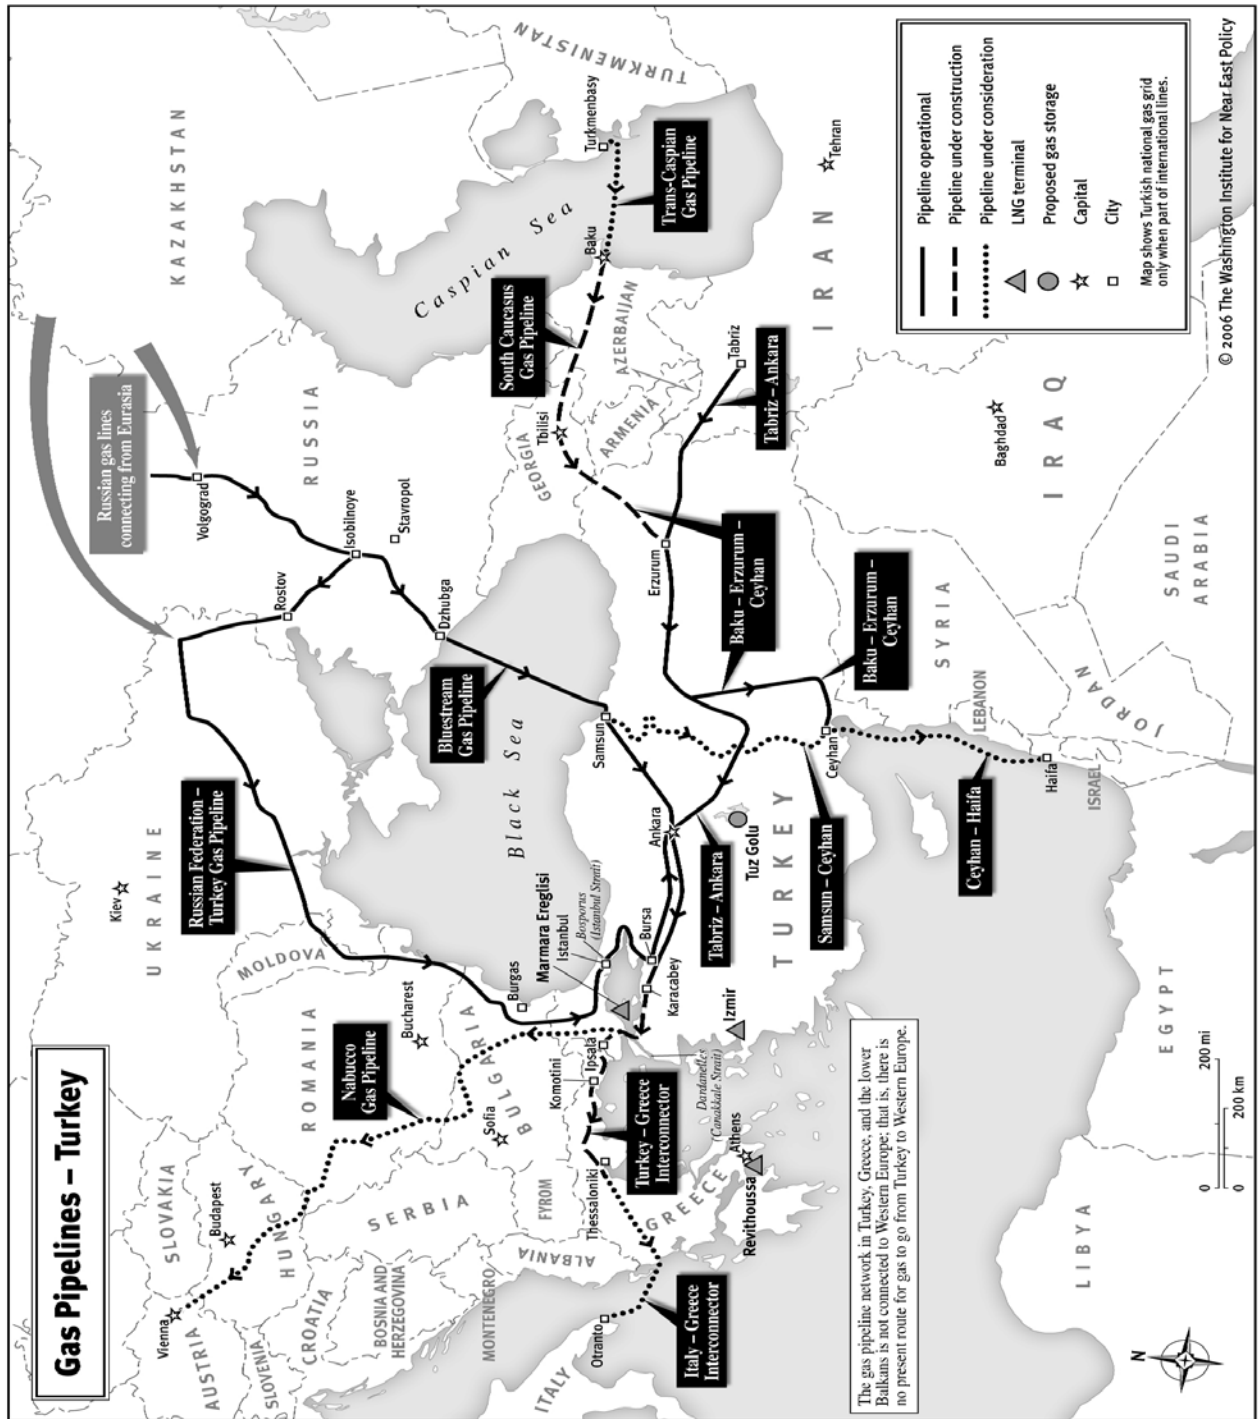 Gas Pipelines – Turkey
KAZAKHSTAN
TURKMENISTAN
Turkmenbasy
Caspian Sea
Trans-Caspian
Gas Pipeline
Baku
South Caucasus
Gas Pipeline
AZERBAIJAN
ARMENIA
GEORGIA
Tbilisi
Tabriz
Tabriz – Ankara
IRAN
Tehran
IRAQ
Baghdad
Russian gas lines
connecting from Eurasia
Volgograd
RUSSIA
Isobilnoye
Stavropol
Rostov
Dzhubga
Bluestream
Gas Pipeline
Black Sea
Samsun
Erzurum
Baku – Erzurum –
Ceyhan
Baku – Erzurum –
Ceyhan
SYRIA
SAUDI
ARABIA
LEBANON
JORDAN
ISRAEL
Ceyhan
Haifa
Ceyhan – Haifa
Samsun – Ceyhan
Tuz Golu
Ankara
Tabriz – Ankara
TURKEY
Russian Federation –
Turkey Gas Pipeline
Kiev
UKRAINE
MOLDOVA
Burgas
Marmara Ereglisi
Istanbul
Bosporus
(Istanbul Strait)
Bursa
Karacabey
Izmir
Nabucco
Gas Pipeline
ROMANIA
Bucharest
BULGARIA
Sofia
Komotini
Ipsala
Dardanelles
(Canakkale Strait)
Turkey – Greece
Interconnector
Athens
Revithoussa
GREECE
Thessaloniki
FYROM
SERBIA
SLOVAKIA
Budapest
HUNGARY
Vienna
AUSTRIA
SLOVENIA
CROATIA
BOSNIA AND
HERZEGOVINA
MONTENEGRO
ALBANIA
Otranto
ITALY
Italy – Greece
Interconnector
EGYPT
LIBYA
The gas pipeline network in Turkey, Greece, and the lower
Balkans is not connected to Western Europe; that is, there is
no present route for gas to go from Turkey to Western Europe.
0 200 mi
0 200 km
N
Pipeline operational
Pipeline under construction
Pipeline under consideration
LNG terminal
Proposed gas storage
Capital
City
Map shows Turkish national gas grid
only when part of international lines.
© 2006 The Washington Institute for Near East Policy